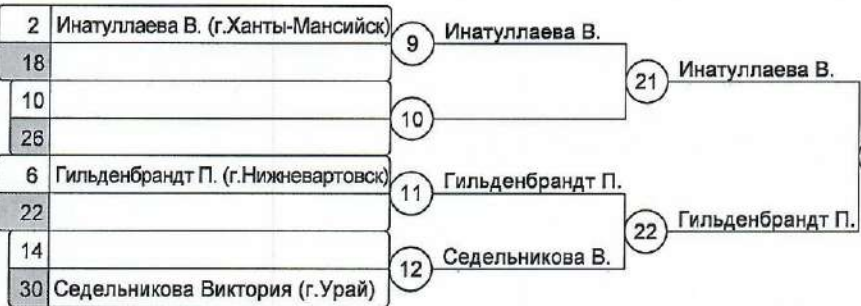 2 Инатуллаева В. (г.Ханты-Мансийск) 9 Инатуллаева В.
18
21 Инатуллаева В.
10
10
26
6 Гильденбрандт П. (г.Нижневартовск) 11 Гильденбрандт П.
22
22 Гильденбрандт П.
14
12 Седельникова В.
30 Седельникова Виктория (г.Урай)